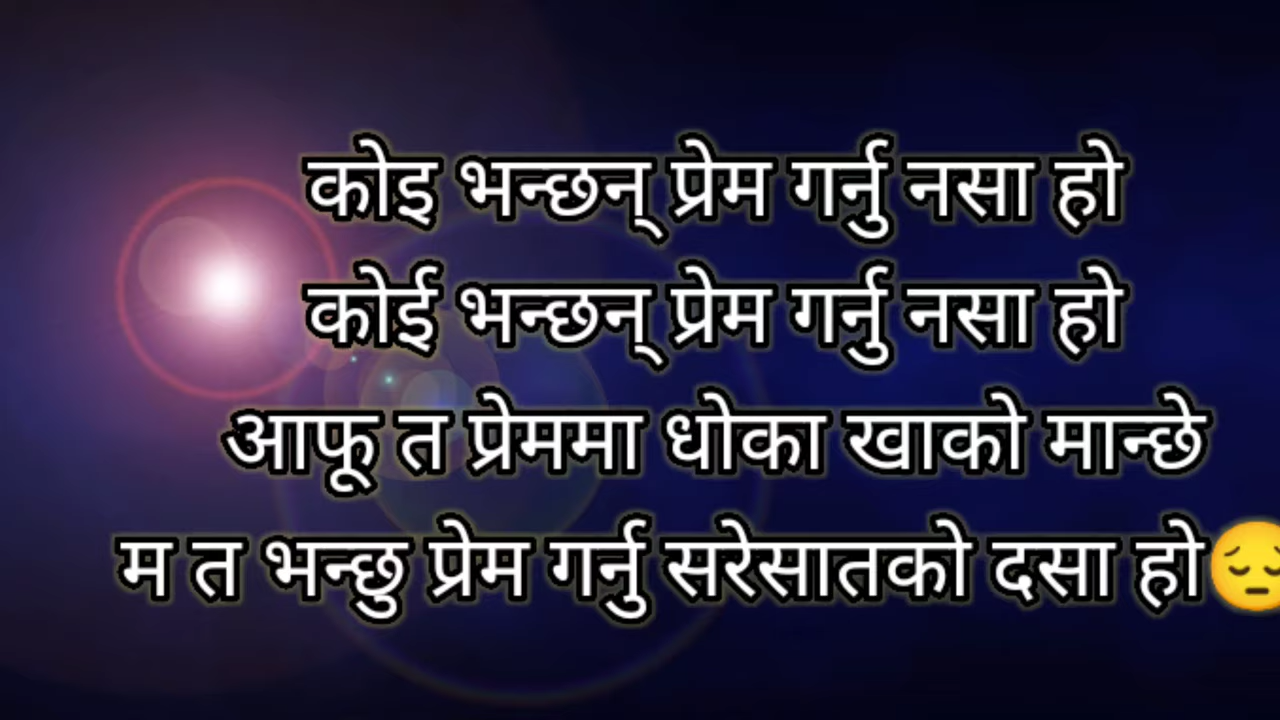 कोइ भन्छन् प्रेम गर्नु नसा हो
कोई भन्छन् प्रेम गर्नु नसा हो
आफू त प्रेममा धोका खाको मान्छे
म त भन्छु प्रेम गर्नु सरेसातको दसा हो😔